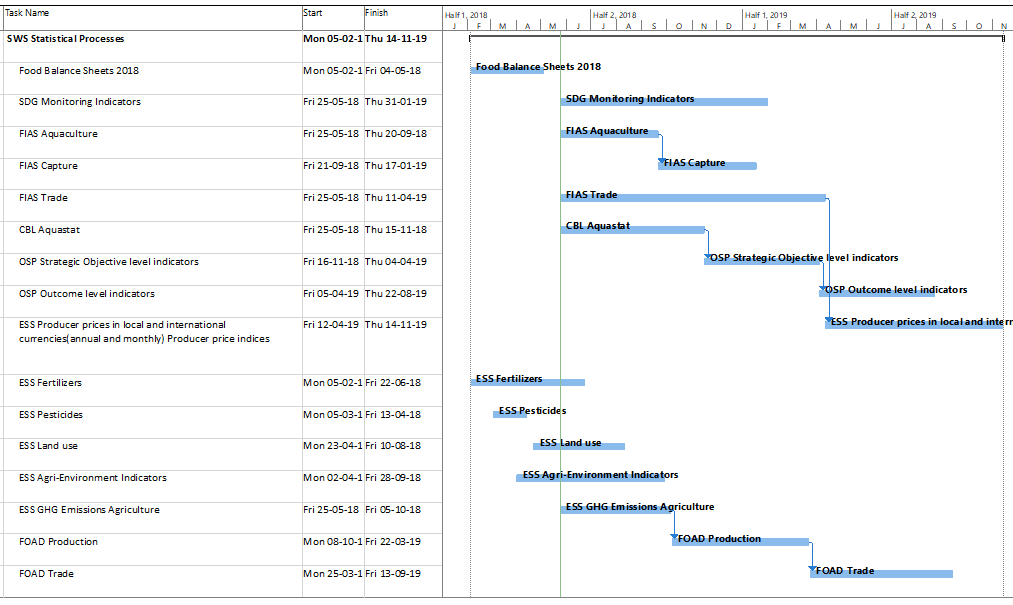 Task Name Start Finish Half 1, 2018 Half 2, 2018 Half 1, 2019 Half 2, 2019
J F M A M J J A S O N D J F M A M J J A S O N
SWS Statistical Processes Mon 05-02-1 Thu 14-11-19
Food Balance Sheets 2018 Mon 05-02-1 Fri 04-05-18 Food Balance Sheets 2018
SDG Monitoring Indicators Fri 25-05-18 Thu 31-01-19 SDG Monitoring Indicators
FIAS Aquaculture Fri 25-05-18 Thu 20-09-18 FIAS Aquaculture
FIAS Capture Fri 21-09-18 Thu 17-01-19 FIAS Capture
FIAS Trade Fri 25-05-18 Thu 11-04-19 FIAS Trade
CBL Aquastat Fri 25-05-18 Thu 15-11-18 CBL Aquastat
OSP Strategic Objective level indicators Fri 16-11-18 Thu 04-04-19 OSP Strategic Objective level indicators
OSP Outcome level indicators Fri 05-04-19 Thu 22-08-19 OSP Outcome level indicators
ESS Producer prices in local and international Fri 12-04-19 Thu 14-11-19 ESS Producer prices in local and intern
currencies(annual and monthly) Producer price indices
ESS Fertilizers Mon 05-02-1 Fri 22-06-18 ESS Fertilizers
ESS Pesticides Mon 05-03-1 Fri 13-04-18 ESS Pesticides
ESS Land use Mon 23-04-1 Fri 10-08-18 ESS Land use
ESS Agri-Environment Indicators Mon 02-04-1 Fri 28-09-18 ESS Agri-Environment Indicators
ESS GHG Emissions Agriculture Fri 25-05-18 Fri 05-10-18 ESS GHG Emissions Agriculture
FOAD Production Mon 08-10-1 Fri 22-03-19 FOAD Production
FOAD Trade Mon 25-03-1 Fri 13-09-19 FOAD Trade